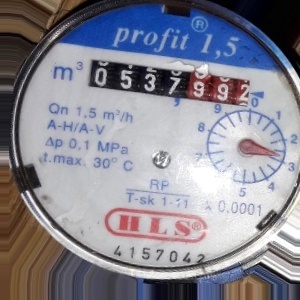 profit® 1,5
m³ 0537992
Qn 1.5 m³/h
A-H/A-V
Δp 0,1 MPa
t.max. 30° C
RP
T-sk 1-11
x 0.0001
HLS®
4157042